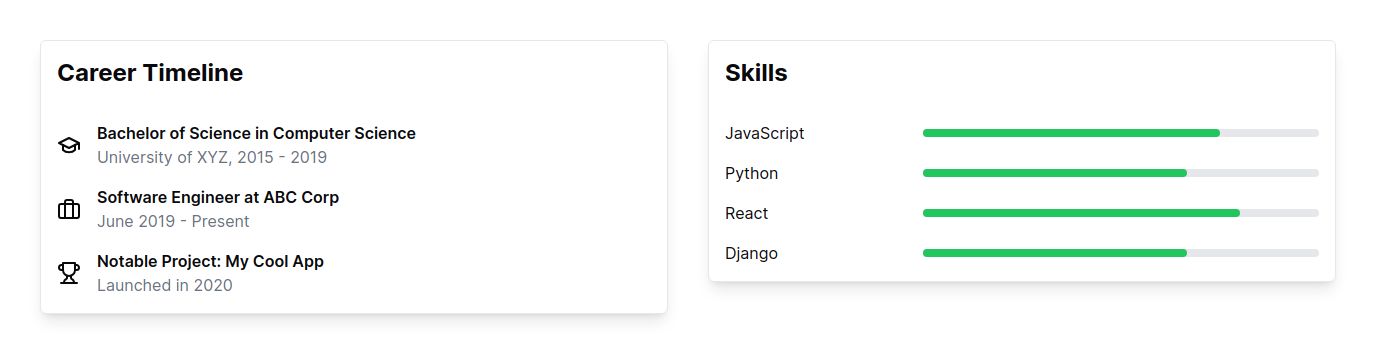 Career Timeline
Bachelor of Science in Computer Science
University of XYZ, 2015 - 2019
Software Engineer at ABC Corp
June 2019 - Present
Notable Project: My Cool App
Launched in 2020
Skills
JavaScript
Python
React
Django